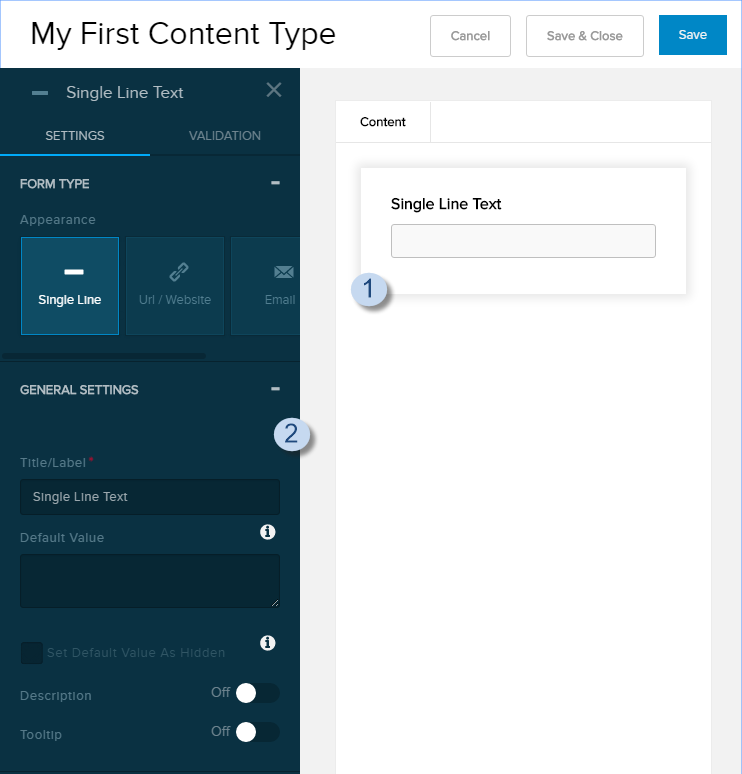 My First Content Type
Cancel
Save & Close
Save
Single Line Text
SETTINGS
VALIDATION
FORM TYPE
Appearance
Single Line
Url / Website
Email
GENERAL SETTINGS
2
Title/Label*
Single Line Text
Default Value
Set Default Value As Hidden
Description
Off
Tooltip
Off
Content
Single Line Text
1